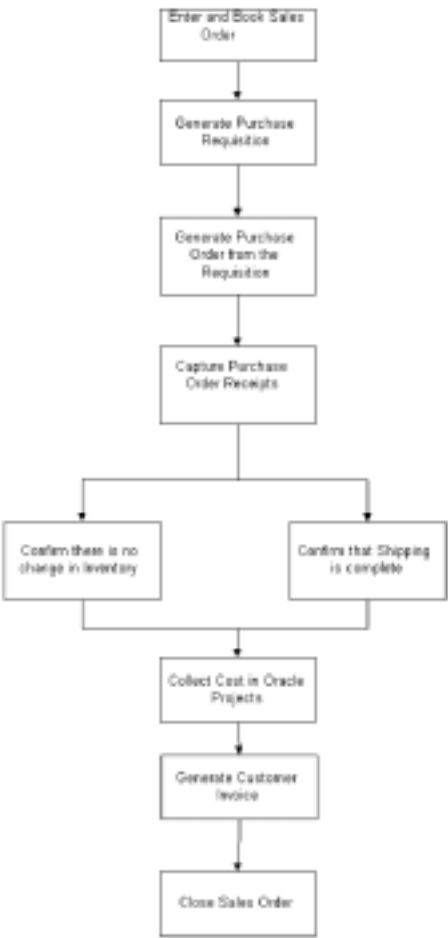 Enter and Book Sales
Order
Generate Purchase
Requisition
Generate Purchase
Order from the
Requisition
Capture Purchase
Order Receipts
Confirm there is no
change in Inventory
Confirm that Shipping
is complete
Collect Cost in Oracle
Projects
Generate Customer
Invoice
Close Sales Order